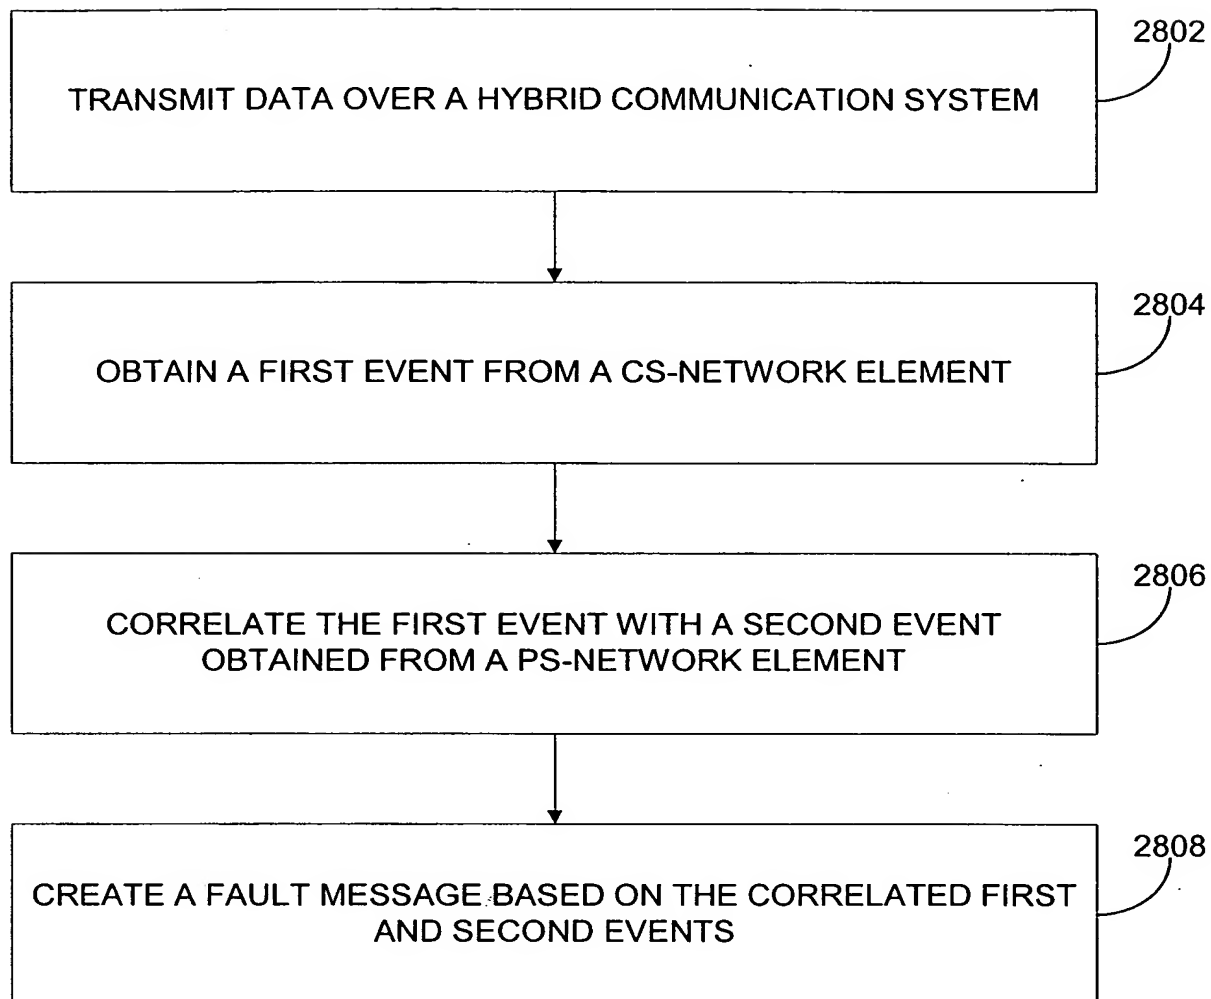 2802
TRANSMIT DATA OVER A HYBRID COMMUNICATION SYSTEM
2804
OBTAIN A FIRST EVENT FROM A CS-NETWORK ELEMENT
2806
CORRELATE THE FIRST EVENT WITH A SECOND EVENT
OBTAINED FROM A PS-NETWORK ELEMENT
2808
CREATE A FAULT MESSAGE BASED ON THE CORRELATED FIRST
AND SECOND EVENTS